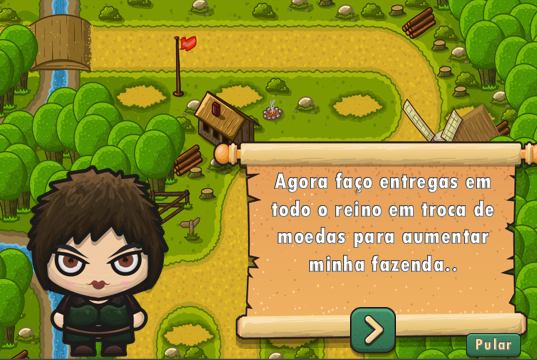 Agora faço entregas em
todo o reino em troca de
moedas para aumentar
minha fazenda..
Pular